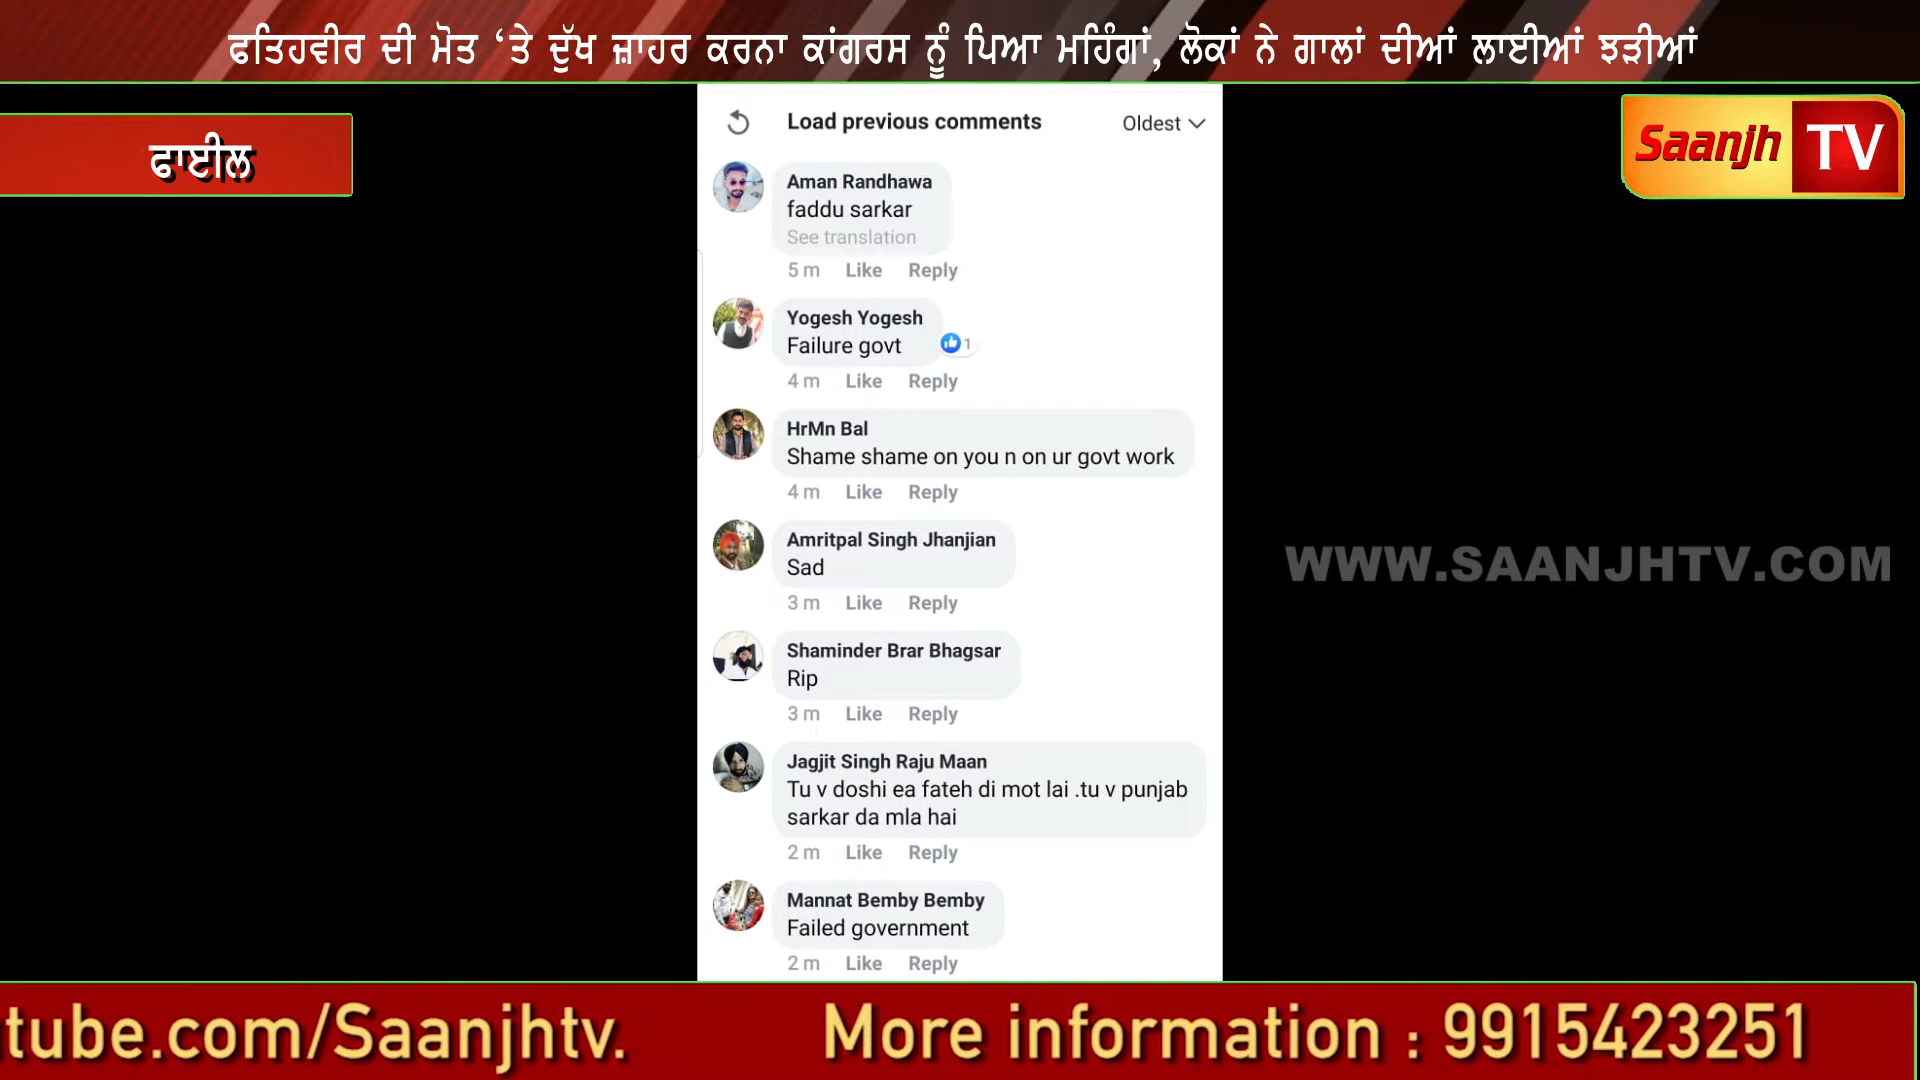 ਫਤਿਹਵੀਰ ਦੀ ਮੋਤ ‘ਤੇ ਦੁੱਖ ਜ਼ਾਹਰ ਕਰਨਾ ਕਾਂਗਰਸ ਨੂੰ ਪਿਆ ਮਹਿੰਗਾਂ, ਲੋਕਾਂ ਨੇ ਗਾਲਾਂ ਦੀਆਂ ਲਾਈਆਂ ਝੜੀਆਂ
ਫਾਈਲ
Saanjh TV
Load previous comments
Oldest
Aman Randhawa
faddu sarkar
See translation
5 m Like Reply
Yogesh Yogesh
Failure govt
1
4 m Like Reply
HrMn Bal
Shame shame on you n on ur govt work
4 m Like Reply
Amritpal Singh Jhanjian
Sad
3 m Like Reply
Shaminder Brar Bhagsar
Rip
3 m Like Reply
Jagjit Singh Raju Maan
Tu v doshi ea fateh di mot lai .tu v punjab
sarkar da mla hai
2 m Like Reply
Mannat Bemby Bemby
Failed government
2 m Like Reply
WWW.SAANJHTV.COM
tube.com/Saanjhtv. More information : 9915423251